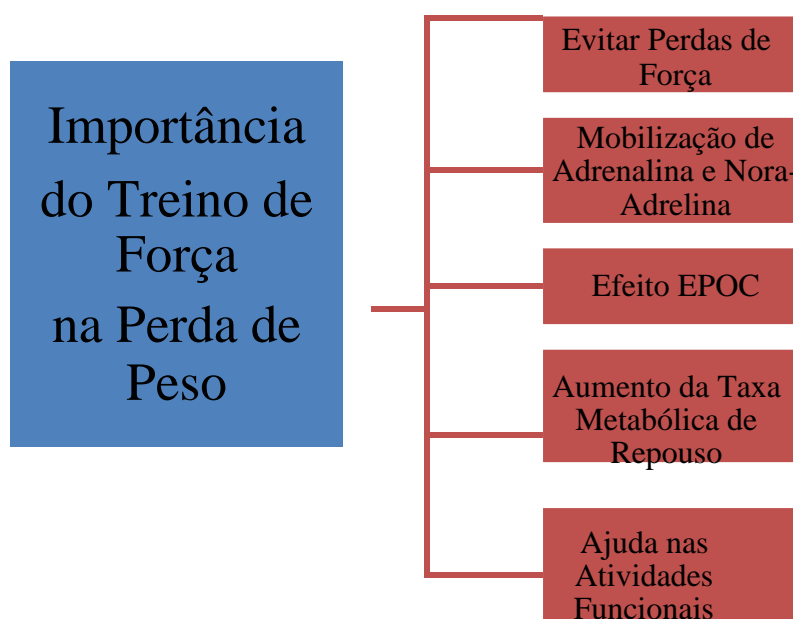 Importância
do Treino de
Força
na Perda de
Peso
Evitar Perdas de
Força
Mobilização de
Adrenalina e Nora-
Adrelina
Efeito EPOC
Aumento da Taxa
Metabólica de
Repouso
Ajuda nas
Atividades
Funcionais